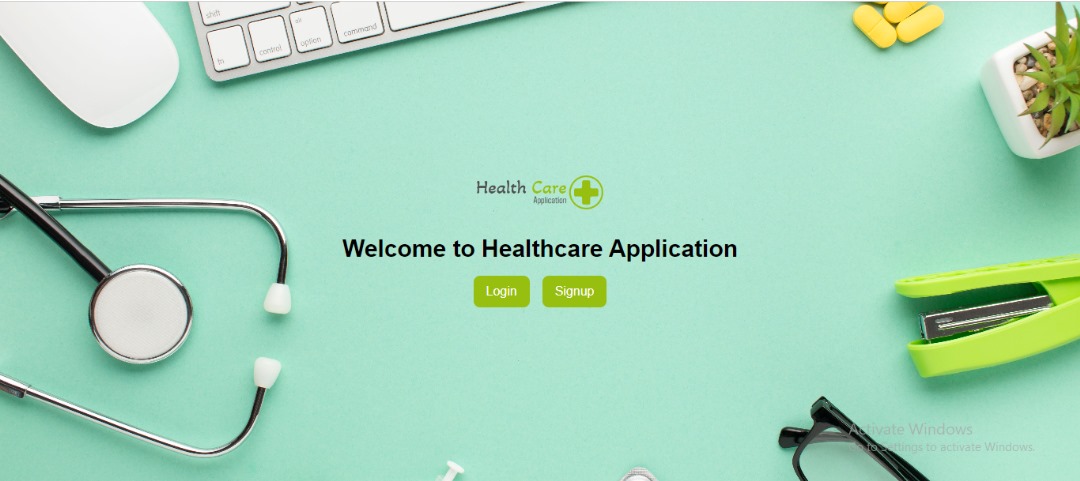 shift
fn
control
alt
option
command
Health Care
Application
Welcome to Healthcare Application
Login Signup
Activate Windows
Go to Settings to activate Windows.